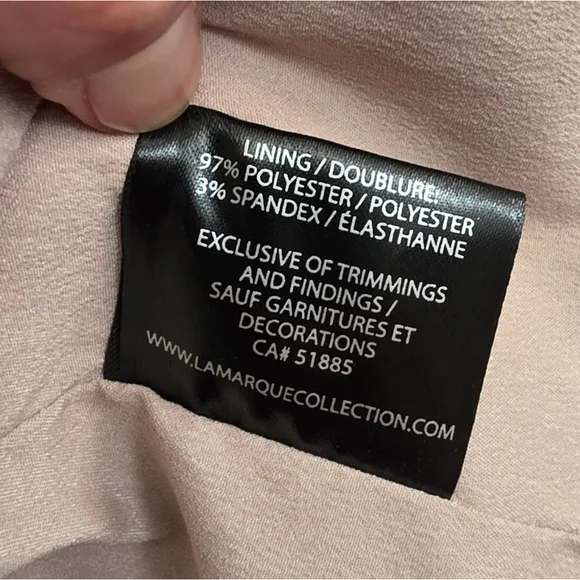 LINING / DOUBLURE:
97% POLYESTER / POLYESTER
3% SPANDEX / ÉLASTHANNE
EXCLUSIVE OF TRIMMINGS
AND FINDINGS /
SAUF GARNITURES ET
DECORATIONS
CA# 51885
WWW.LAMARQUECOLLECTION.COM